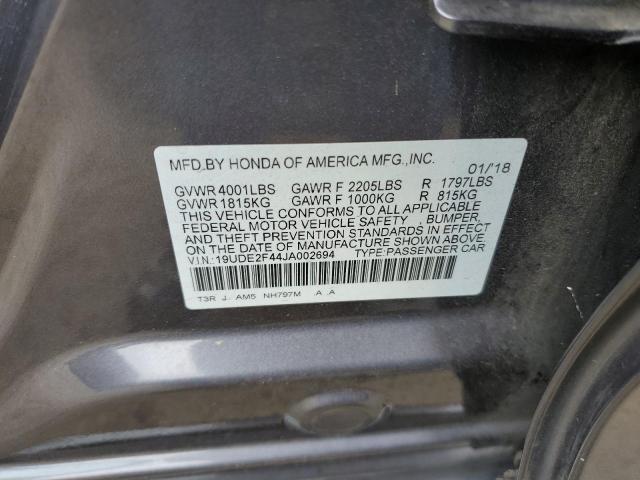 MFD.BY HONDA OF AMERICA MFG.,INC. 01/'18
GVWR 4001LBS GAWR F 2205LBS R 1797LBS
GVWR 1815KG GAWR F 1000KG R 815KG
THIS VEHICLE CONFORMS TO ALL APPLICABLE
FEDERAL MOTOR VEHICLE SAFETY , BUMPER,
AND THEFT PREVENTION STANDARDS IN EFFECT
ON THE DATE OF MANUFACTURE SHOWN ABOVE.
VIN: 19UDE2F44JA002694 TYPE:PASSENGER CAR
T3R J- AM5 NH797M .A .A